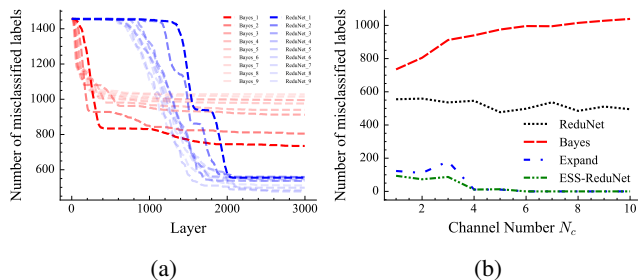 Number of misclassified labels
1400
1200
1000
800
600
0
1000
2000
3000
Layer
Bayes_1
Bayes_2
Bayes_3
Bayes_4
Bayes_5
Bayes_6
Bayes_7
Bayes_8
Bayes_9
ReduNet_1
ReduNet_2
ReduNet_3
ReduNet_4
ReduNet_5
ReduNet_6
ReduNet_7
ReduNet_8
ReduNet_9
(a)
Number of misclassified labels
1000
800
600
400
200
0
2
4
6
8
10
Channel Number N_c
ReduNet
Bayes
Expand
ESS-ReduNet
(b)